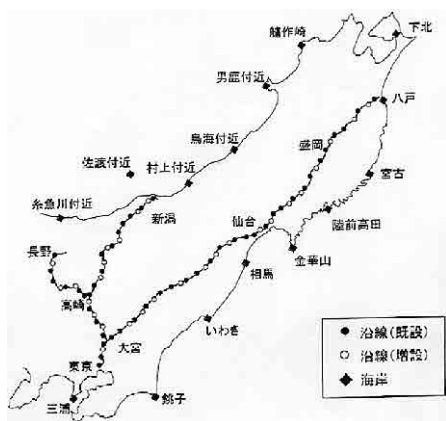 下北
艫作崎
男鹿付近
八戸
鳥海付近
盛岡
佐渡付近
村上付近
宮古
糸魚川付近
新潟
仙台
陸前高田
長野
金華山
相馬
高崎
いわき
大宮
東京
銚子
三浦
沿線(既設)
沿線(増設)
海岸